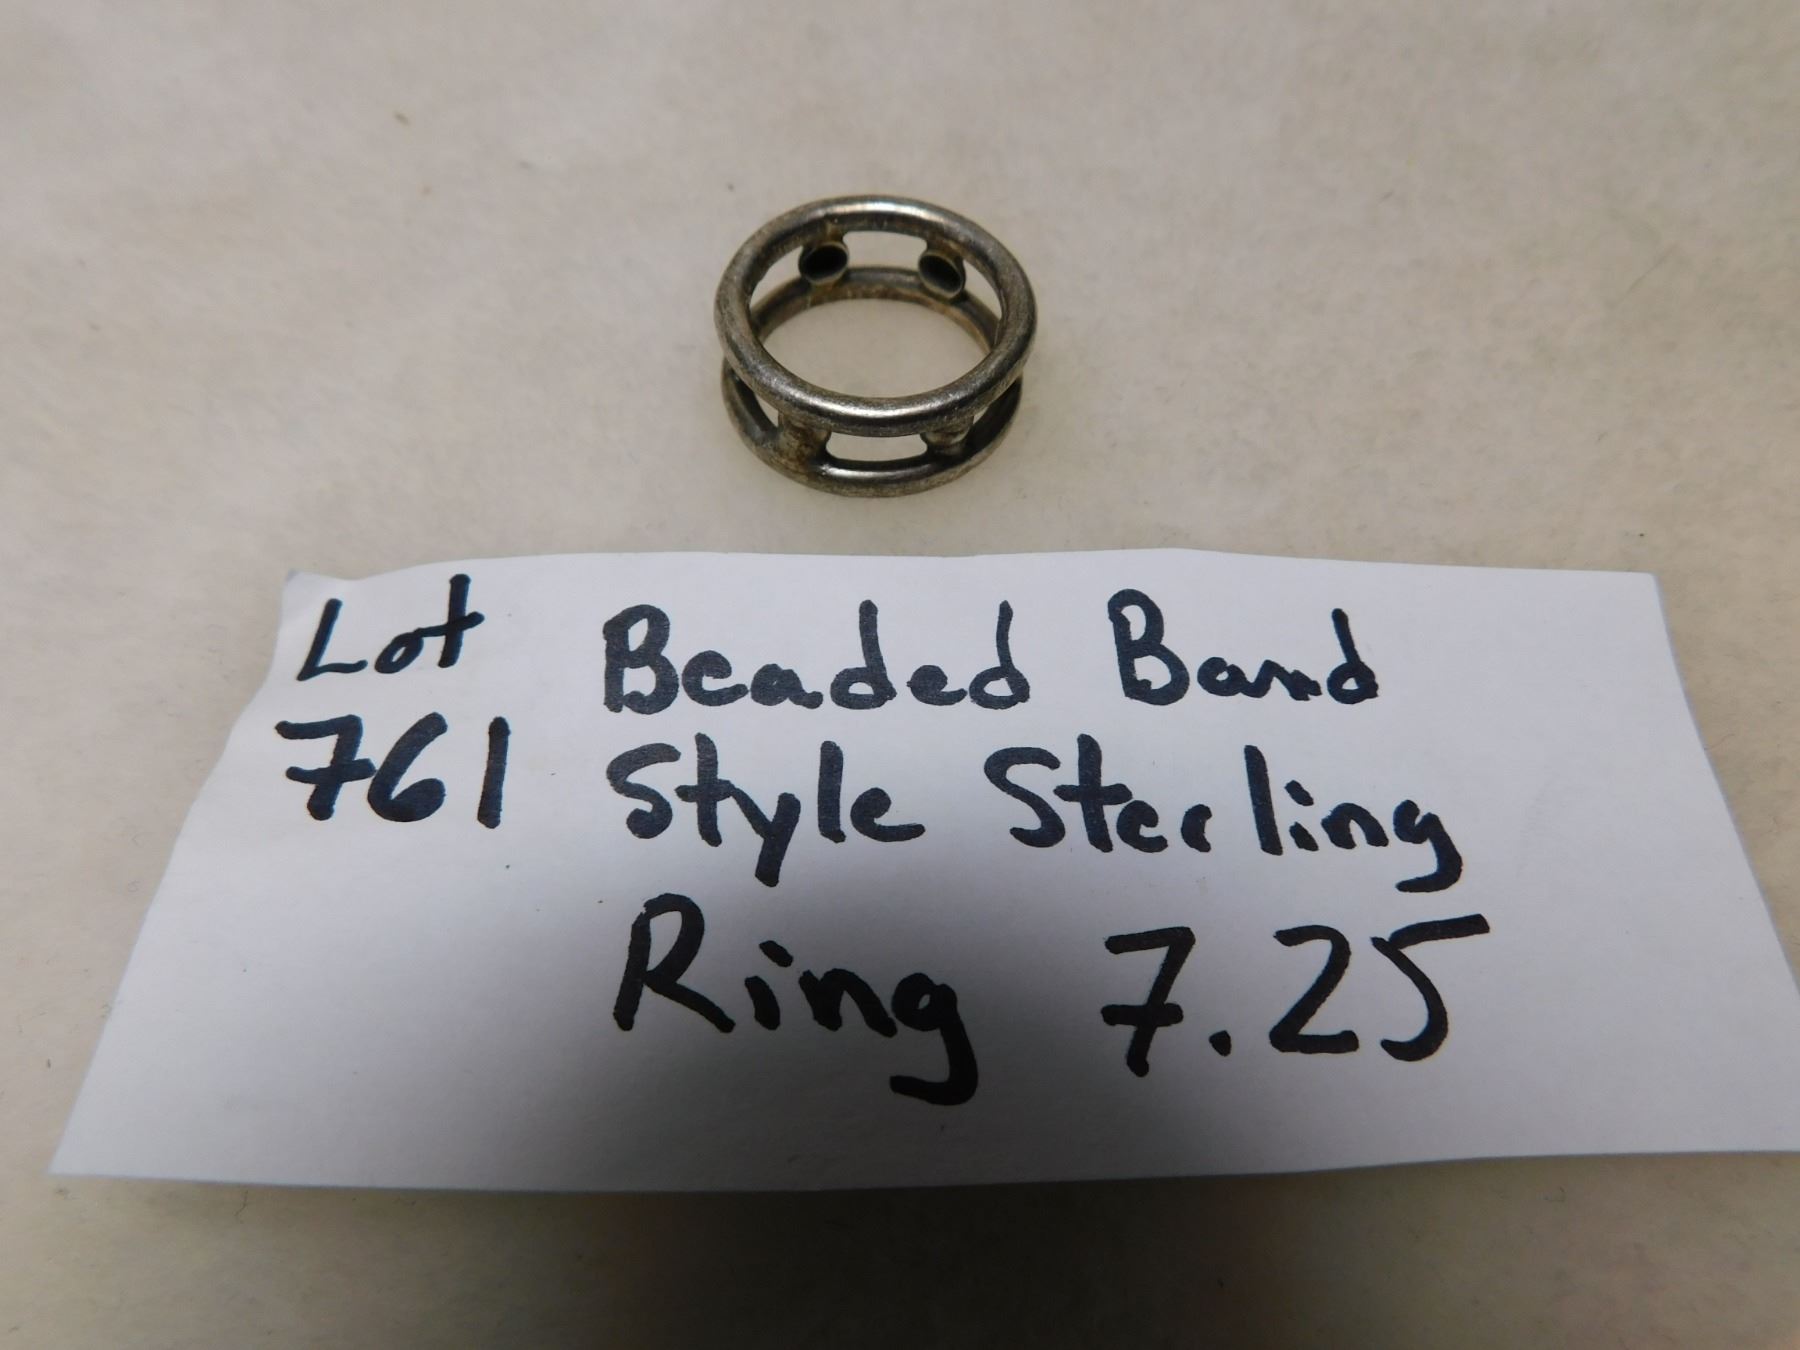 Lot Beaded Band
761 Style Sterling
Ring 7.25